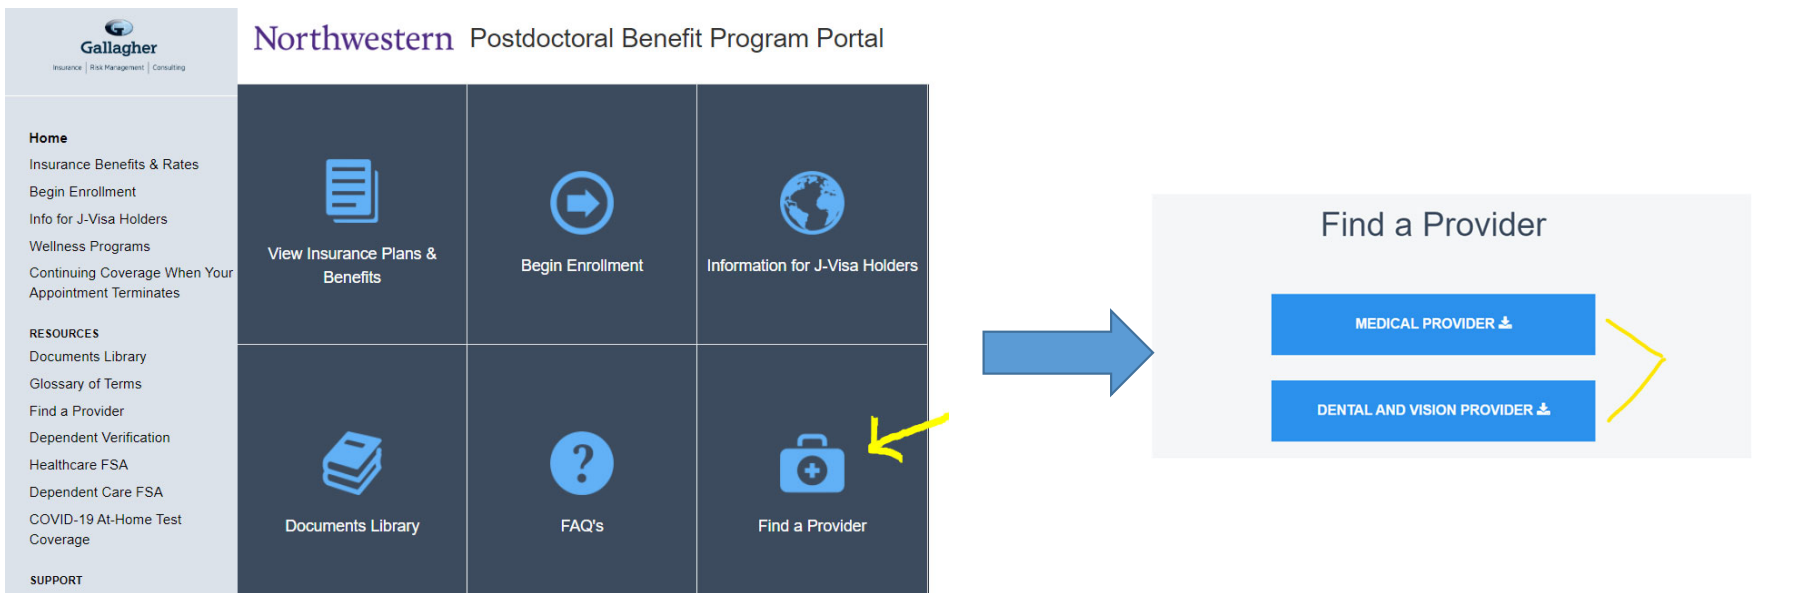 Gallagher
Insurance | Risk Management | Consulting
Northwestern Postdoctoral Benefit Program Portal
Home
Insurance Benefits & Rates
Begin Enrollment
Info for J-Visa Holders
Wellness Programs
Continuing Coverage When Your
Appointment Terminates
RESOURCES
Documents Library
Glossary of Terms
Find a Provider
Dependent Verification
Healthcare FSA
Dependent Care FSA
COVID-19 At-Home Test
Coverage
SUPPORT
View Insurance Plans &
Benefits
Begin Enrollment
Information for J-Visa Holders
Documents Library
?
FAQ's
Find a Provider
Find a Provider
MEDICAL PROVIDER
DENTAL AND VISION PROVIDER